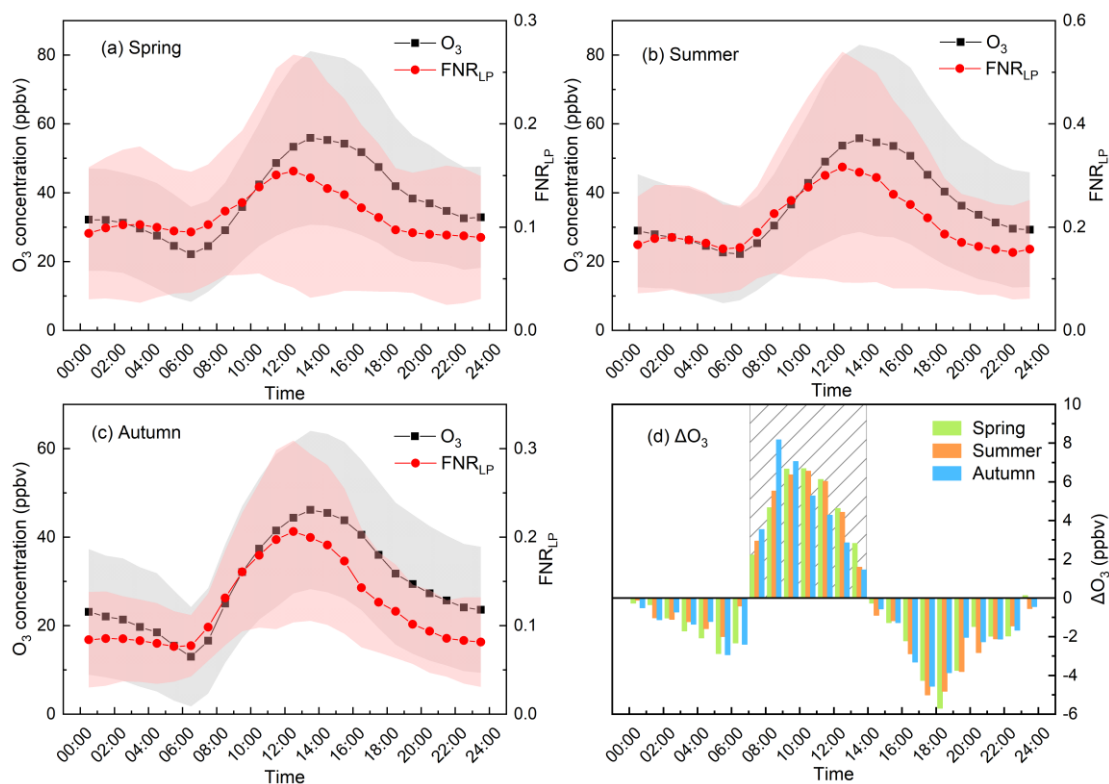 (a) Spring
O₃
FNR_LP
O₃ concentration (ppbv)
80
60
40
20
0
0.3
0.2
0.1
0.0
FNR_LP
00:00 02:00 04:00 06:00 08:00 10:00 12:00 14:00 16:00 18:00 20:00 22:00 24:00
Time
(b) Summer
O₃
FNR_LP
O₃ concentration (ppbv)
80
60
40
20
0
0.6
0.4
0.2
0.0
FNR_LP
00:00 02:00 04:00 06:00 08:00 10:00 12:00 14:00 16:00 18:00 20:00 22:00 24:00
Time
(c) Autumn
O₃
FNR_LP
O₃ concentration (ppbv)
60
40
20
0
0.3
0.2
0.1
0.0
FNR_LP
00:00 02:00 04:00 06:00 08:00 10:00 12:00 14:00 16:00 18:00 20:00 22:00 24:00
Time
(d) ΔO₃
Spring
Summer
Autumn
10
8
6
4
2
0
-2
-4
-6
ΔO₃ (ppbv)
00:00 02:00 04:00 06:00 08:00 10:00 12:00 14:00 16:00 18:00 20:00 22:00 24:00
Time